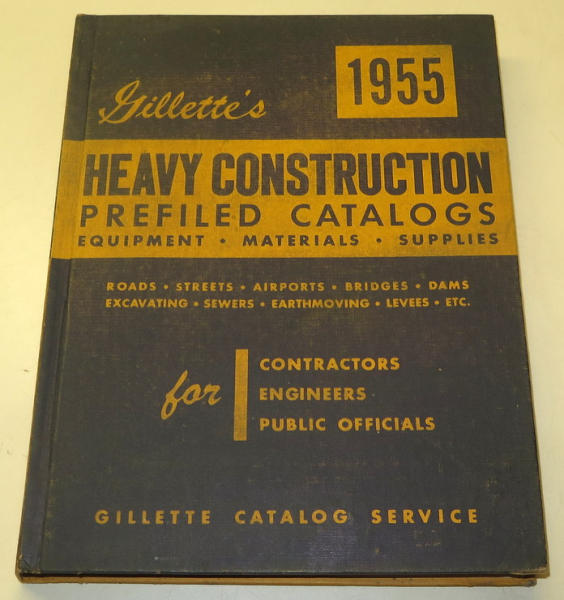 Gillette's
1955
HEAVY CONSTRUCTION
PREFILED CATALOGS
EQUIPMENT • MATERIALS • SUPPLIES
ROADS • STREETS • AIRPORTS • BRIDGES • DAMS
EXCAVATING • SEWERS • EARTHMOVING • LEVEES • ETC.
for
CONTRACTORS
ENGINEERS
PUBLIC OFFICIALS
GILLETTE CATALOG SERVICE